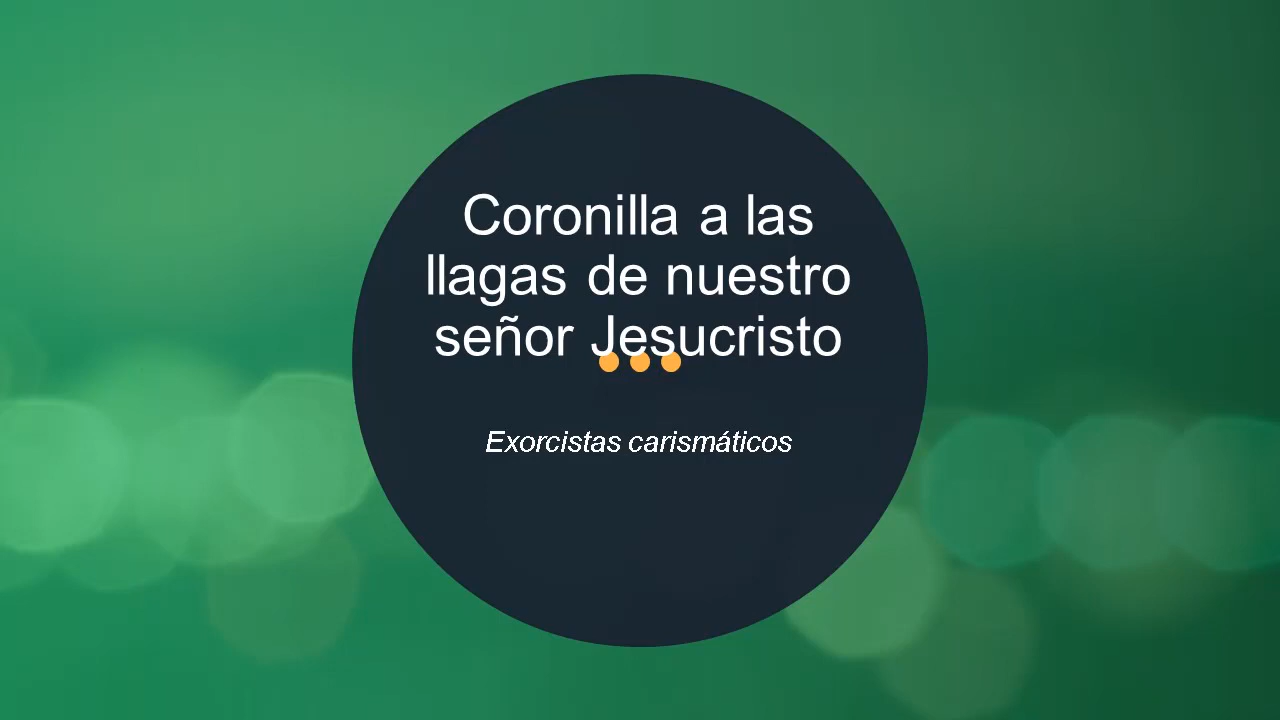 Coronilla a las
llagas de nuestro
señor Jesucristo
Exorcistas carismáticos